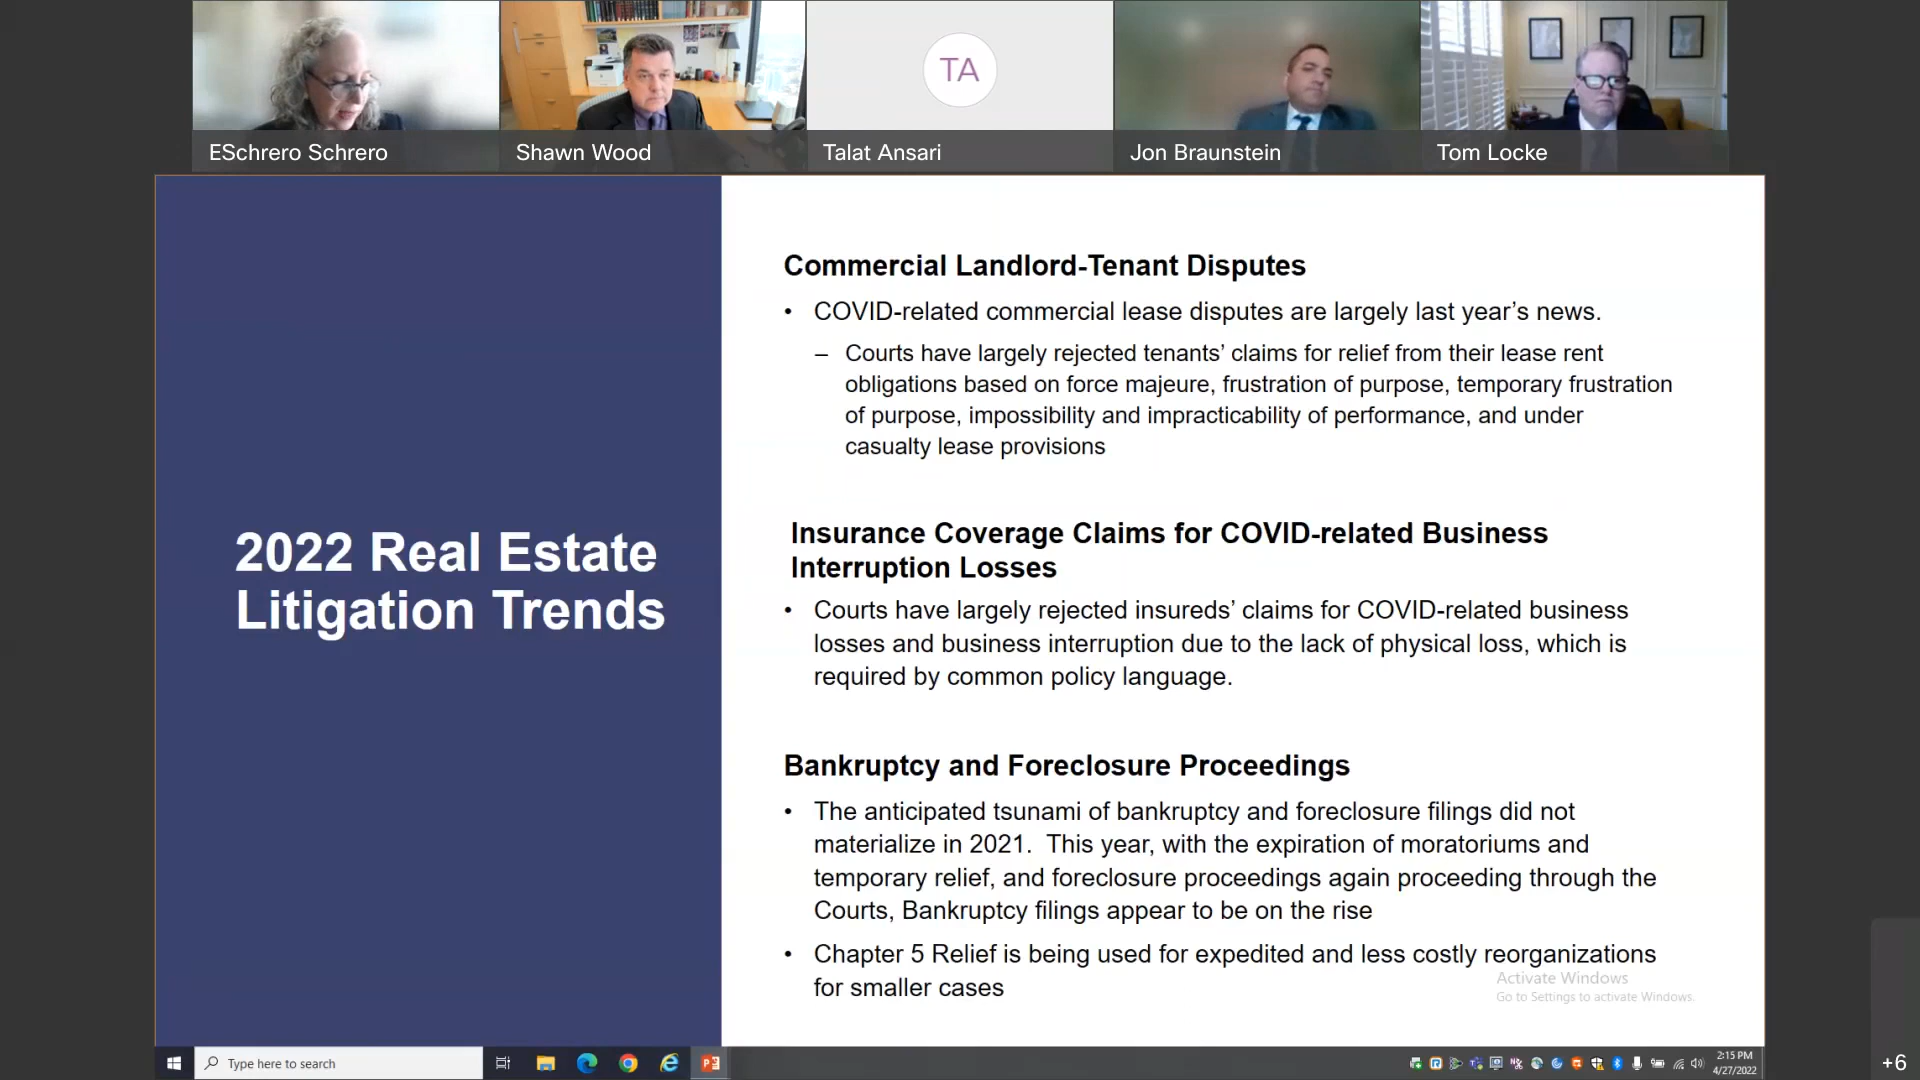 TA
ESchrero Schrero
Shawn Wood
Talat Ansari
Jon Braunstein
Tom Locke
2022 Real Estate
Litigation Trends
Commercial Landlord-Tenant Disputes
• COVID-related commercial lease disputes are largely last year’s news.
– Courts have largely rejected tenants’ claims for relief from their lease rent
obligations based on force majeure, frustration of purpose, temporary frustration
of purpose, impossibility and impracticability of performance, and under
casualty lease provisions
Insurance Coverage Claims for COVID-related Business
Interruption Losses
• Courts have largely rejected insureds’ claims for COVID-related business
losses and business interruption due to the lack of physical loss, which is
required by common policy language.
Bankruptcy and Foreclosure Proceedings
• The anticipated tsunami of bankruptcy and foreclosure filings did not
materialize in 2021. This year, with the expiration of moratoriums and
temporary relief, and foreclosure proceedings again proceeding through the
Courts, Bankruptcy filings appear to be on the rise
• Chapter 5 Relief is being used for expedited and less costly reorganizations
for smaller cases
Activate Windows
Go to Settings to activate Windows.
Type here to search
2:15 PM
4/27/2022
+6